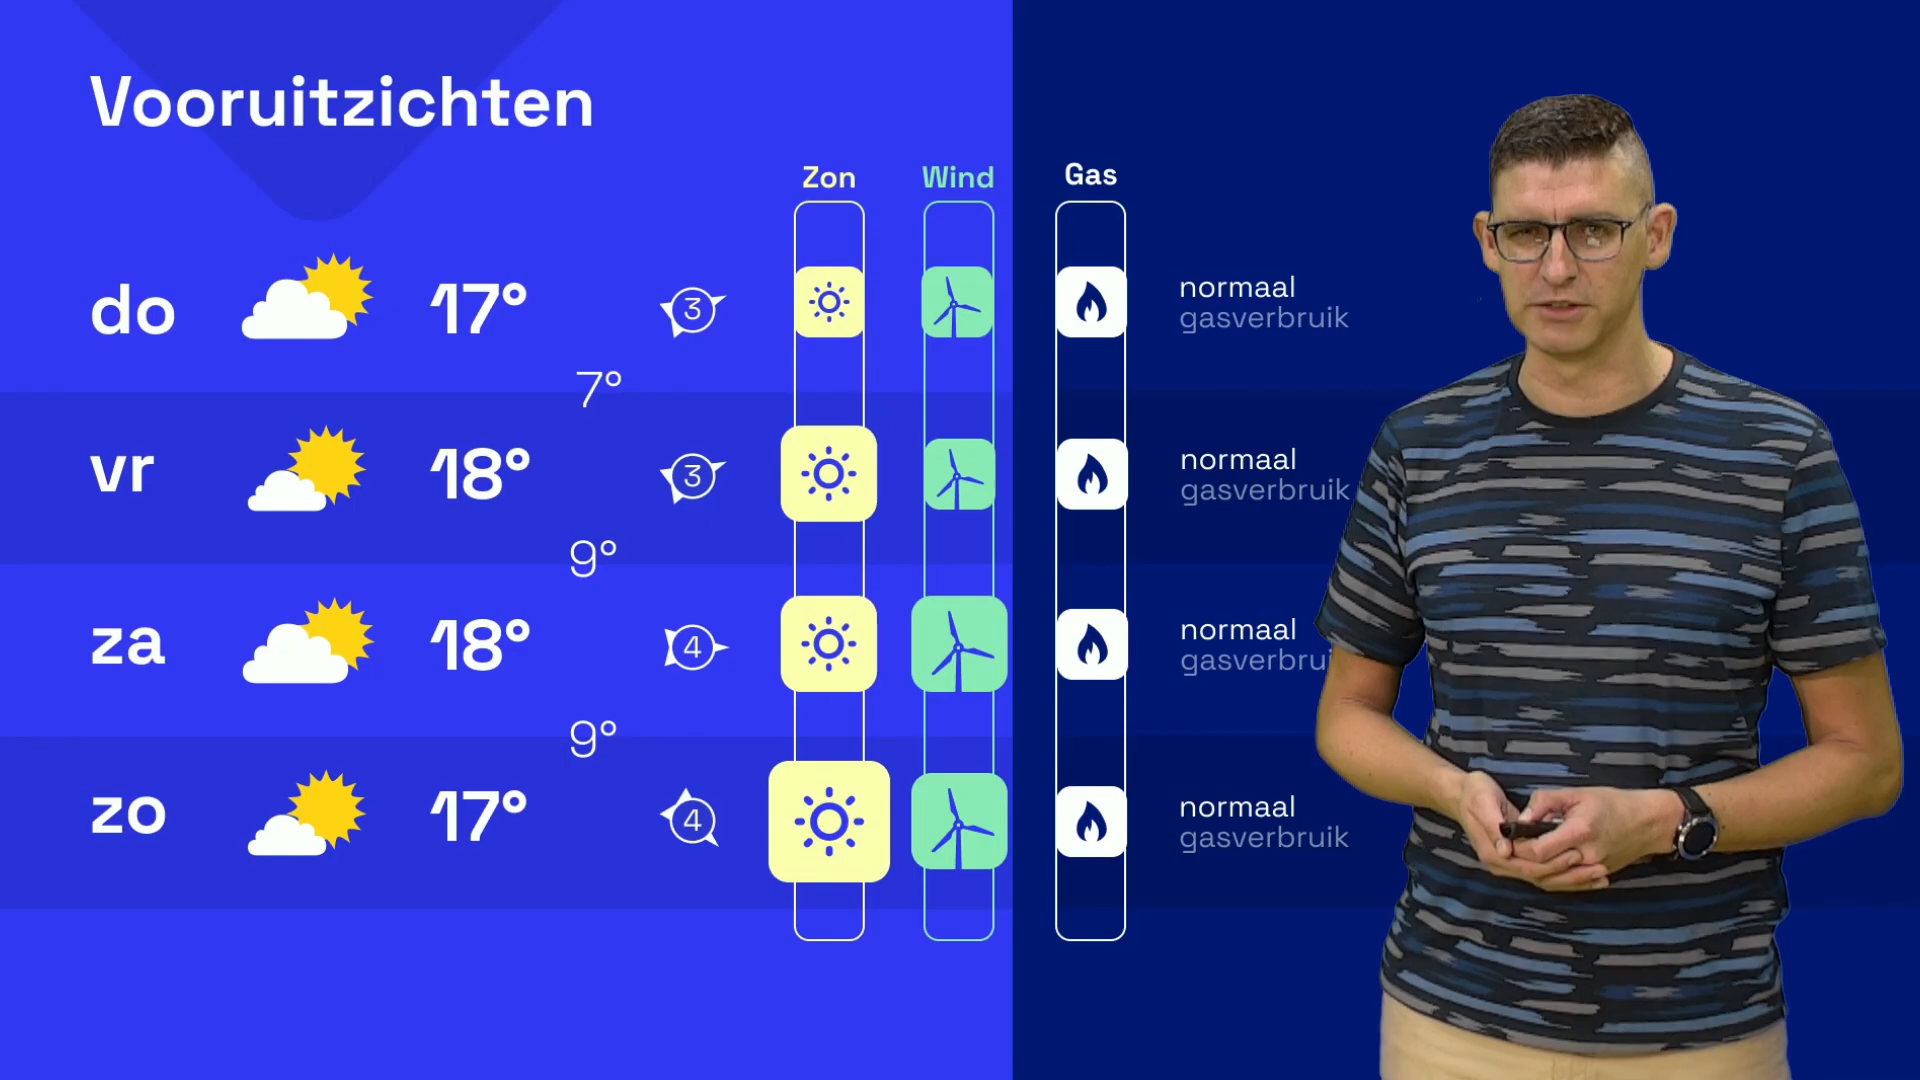 Vooruitzichten
Zon Wind Gas
do 17° 3 normaal
gasverbruik
7°
vr 18° 3 normaal
gasverbruik
9°
za 18° 4 normaal
gasverbrui
9°
zo 17° 4 normaal
gasverbruik